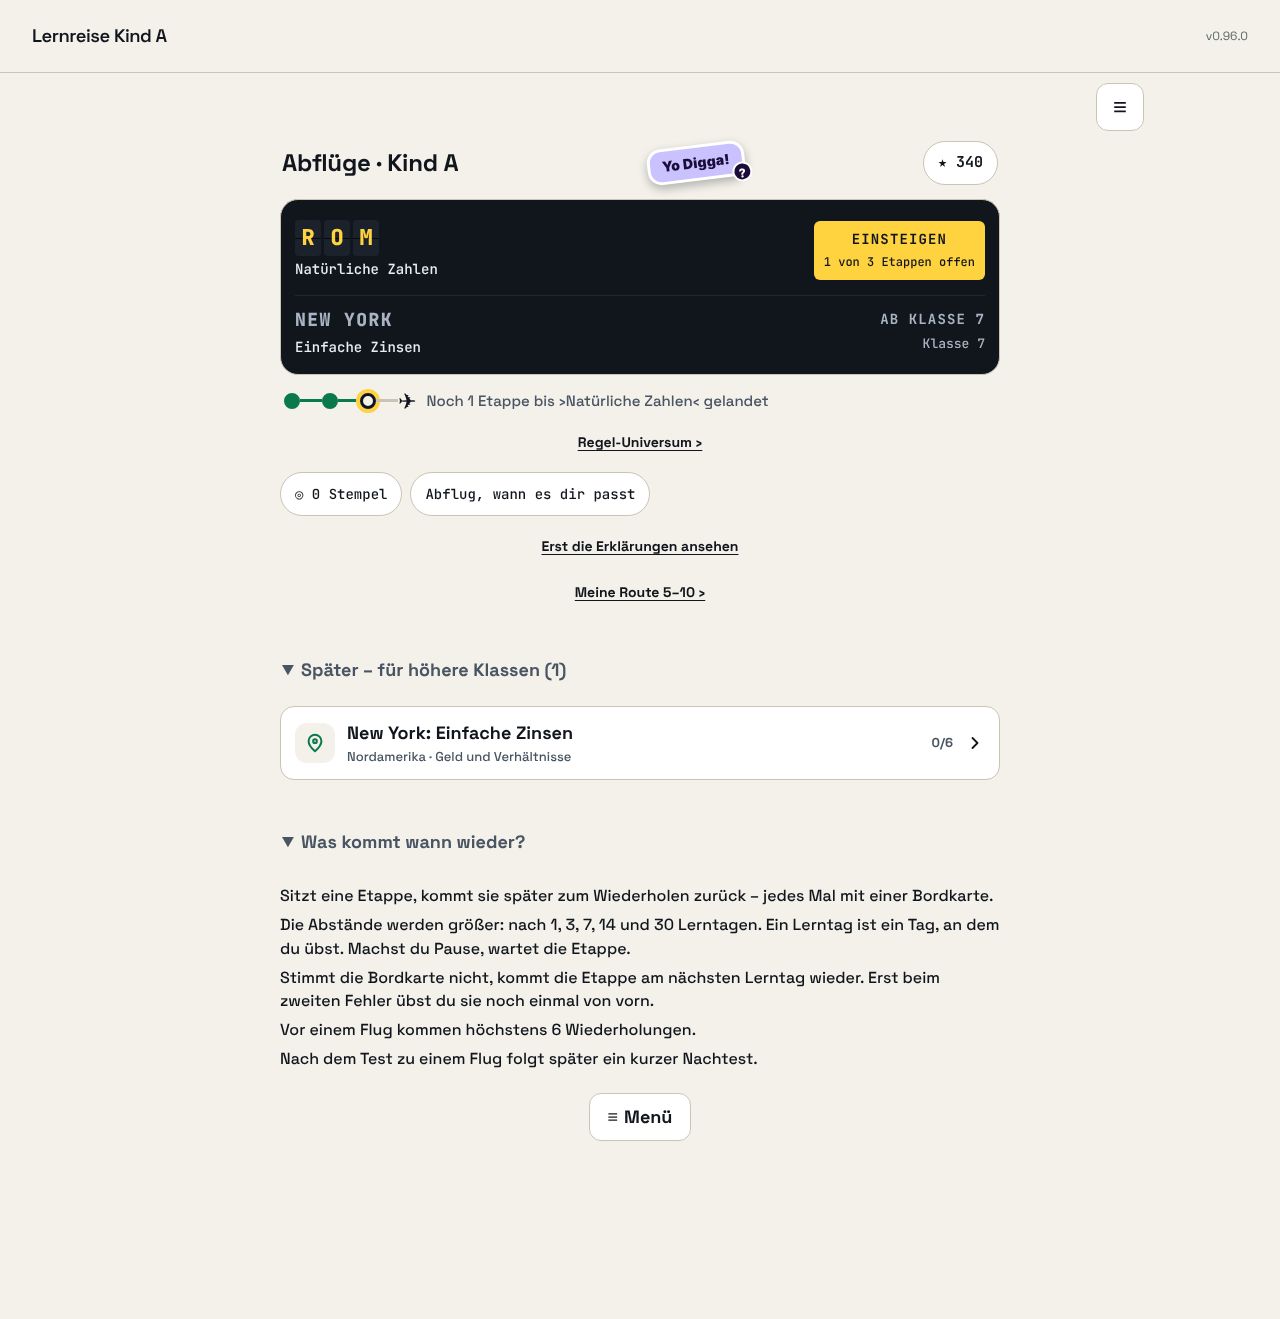 Lernreise Kind A
v0.96.0
≡
Abflüge · Kind A
Yo Digga!
?
★ 340
ROM
Natürliche Zahlen
EINSTEIGEN
1 von 3 Etappen offen
NEW YORK
Einfache Zinsen
AB KLASSE 7
Klasse 7
Noch 1 Etappe bis ›Natürliche Zahlen‹ gelandet
Regel-Universum ›
◎ 0 Stempel
Abflug, wann es dir passt
Erst die Erklärungen ansehen
Meine Route 5–10 ›
▼ Später – für höhere Klassen (1)
New York: Einfache Zinsen
Nordamerika · Geld und Verhältnisse
0/6
▼ Was kommt wann wieder?
Sitzt eine Etappe, kommt sie später zum Wiederholen zurück – jedes Mal mit einer Bordkarte.
Die Abstände werden größer: nach 1, 3, 7, 14 und 30 Lerntagen. Ein Lerntag ist ein Tag, an dem
du übst. Machst du Pause, wartet die Etappe.
Stimmt die Bordkarte nicht, kommt die Etappe am nächsten Lerntag wieder. Erst beim
zweiten Fehler übst du sie noch einmal von vorn.
Vor einem Flug kommen höchstens 6 Wiederholungen.
Nach dem Test zu einem Flug folgt später ein kurzer Nachtest.
≡ Menü